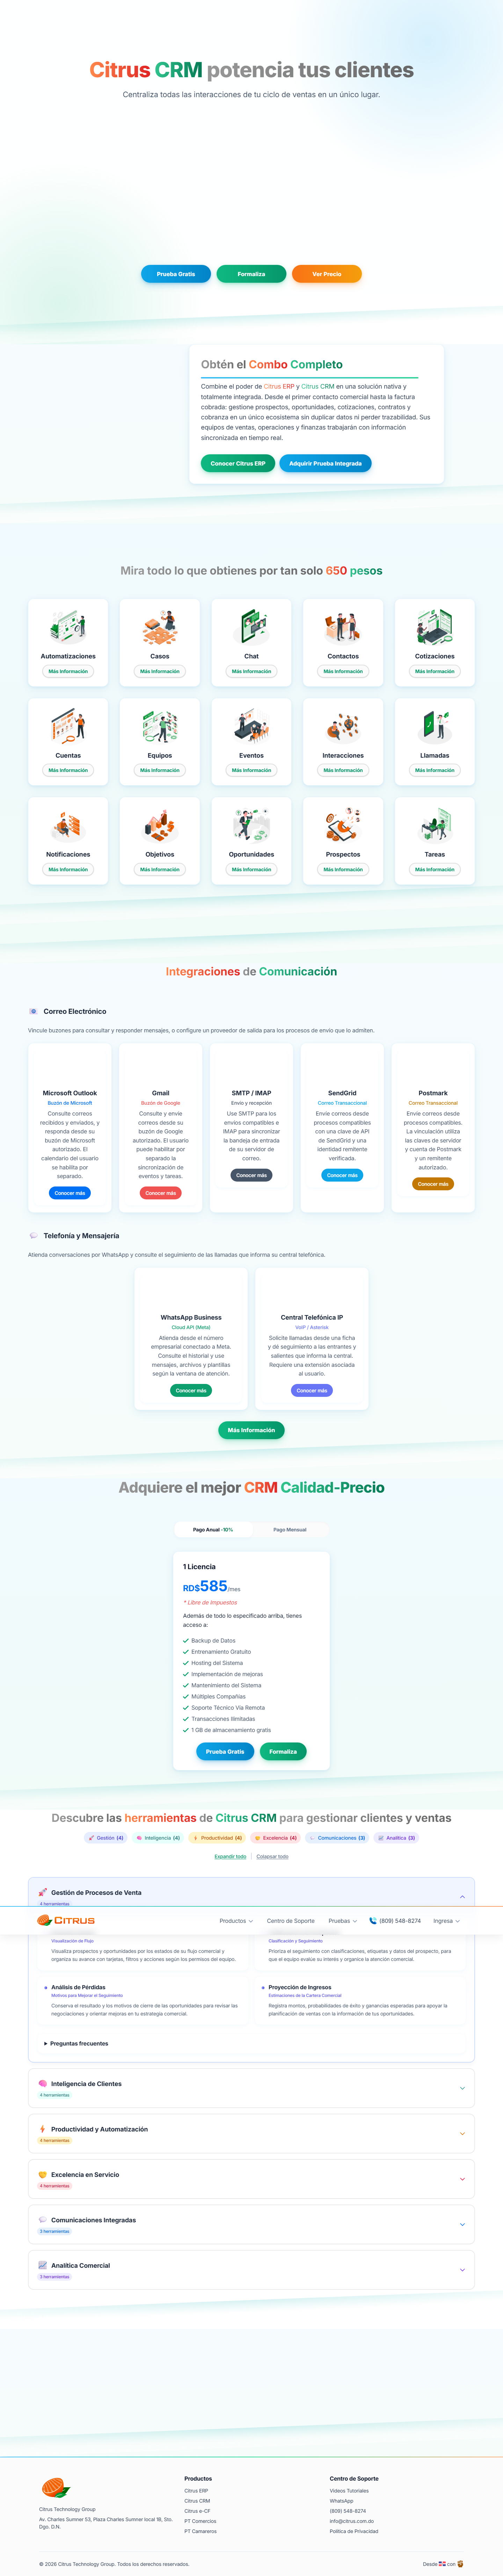 Citrus CRM potencia tus clientes
Centraliza todas las interacciones de tu ciclo de ventas en un único lugar.
Prueba Gratis
Formaliza
Ver Precio
Obtén el Combo Completo
Combine el poder de Citrus ERP y Citrus CRM en una solución nativa y
totalmente integrada. Desde el primer contacto comercial hasta la factura
cobrada: gestione prospectos, oportunidades, cotizaciones, contratos y
cobranza en un único ecosistema sin duplicar datos ni perder trazabilidad. Sus
equipos de ventas, operaciones y finanzas trabajarán con información
sincronizada en tiempo real.
Conocer Citrus ERP
Adquirir Prueba Integrada
Mira todo lo que obtienes por tan solo 650 pesos
Automatizaciones
Más Información
Casos
Más Información
Chat
Más Información
Contactos
Más Información
Cotizaciones
Más Información
Cuentas
Más Información
Equipos
Más Información
Eventos
Más Información
Interacciones
Más Información
Llamadas
Más Información
Notificaciones
Más Información
Objetivos
Más Información
Oportunidades
Más Información
Prospectos
Más Información
Tareas
Más Información
Integraciones de Comunicación
Correo Electrónico
Vincule buzones para consultar y responder mensajes, o configure un proveedor de salida para los procesos de envío que lo admiten.
Microsoft Outlook
Buzón de Microsoft
Consulte correos
recibidos y enviados, y
responda desde su
buzón de Microsoft
autorizado. El
calendario del usuario
se habilita por
separado.
Conocer más
Gmail
Buzón de Google
Consulte y envíe
correos desde su
buzón de Google
autorizado. El usuario
puede habilitar por
separado la
sincronización de
eventos y tareas.
Conocer más
SMTP / IMAP
Envío y recepción
Use SMTP para los
envíos compatibles e
IMAP para sincronizar
la bandeja de entrada
de su servidor de
correo.
Conocer más
SendGrid
Correo Transaccional
Envíe correos desde
procesos compatibles
con una clave de API
de SendGrid y una
identidad remitente
verificada.
Conocer más
Postmark
Correo Transaccional
Envíe correos desde
procesos compatibles.
La vinculación utiliza
las claves de servidor
y cuenta de Postmark
y un remitente
autorizado.
Conocer más
Telefonía y Mensajería
Atienda conversaciones por WhatsApp y consulte el seguimiento de las llamadas que informa su central telefónica.
WhatsApp Business
Cloud API (Meta)
Atienda desde el número
empresarial conectado a Meta.
Consulte el historial y use
mensajes, archivos y plantillas
según la ventana de atención.
Conocer más
Central Telefónica IP
VoIP / Asterisk
Solicite llamadas desde una ficha
y dé seguimiento a las entrantes y
salientes que informa la central.
Requiere una extensión asociada
al usuario.
Conocer más
Más Información
Adquiere el mejor CRM Calidad-Precio
Pago Anual -10%
Pago Mensual
1 Licencia
RD$585/mes
* Libre de Impuestos
Además de todo lo especificado arriba, tienes
acceso a:
Backup de Datos
Entrenamiento Gratuito
Hosting del Sistema
Implementación de mejoras
Mantenimiento del Sistema
Múltiples Compañías
Soporte Técnico Vía Remota
Transacciones Ilimitadas
1 GB de almacenamiento gratis
Prueba Gratis
Formaliza
Descubre las herramientas de Citrus CRM para gestionar clientes y ventas
Gestión (4)
Inteligencia (4)
Productividad (4)
Excelencia (4)
Comunicaciones (3)
Analítica (3)
Expandir todo
Colapsar todo
Gestión de Procesos de Venta
4 herramientas
CITRUS
Productos
Centro de Soporte
Pruebas
(809) 548-8274
Ingresa
Visualización de Flujo
Visualiza prospectos y oportunidades por los estados de su flujo comercial y
organiza su avance con tarjetas, filtros y acciones según los permisos del equipo.
Clasificación y Seguimiento
Prioriza el seguimiento con clasificaciones, etiquetas y datos del prospecto, para
que el equipo evalúe su interés y organice la atención comercial.
Análisis de Pérdidas
Motivos para Mejorar el Seguimiento
Conserva el resultado y los motivos de cierre de las oportunidades para revisar las
negociaciones y orientar mejoras en tu estrategia comercial.
Proyección de Ingresos
Estimaciones de la Cartera Comercial
Registra montos, probabilidades de éxito y ganancias esperadas para apoyar la
planificación de ventas con la información de tus oportunidades.
Preguntas frecuentes
Inteligencia de Clientes
4 herramientas
Productividad y Automatización
4 herramientas
Excelencia en Servicio
4 herramientas
Comunicaciones Integradas
3 herramientas
Analítica Comercial
3 herramientas
Citrus Technology Group
Av. Charles Sumner 53, Plaza Charles Sumner local 1B, Sto.
Dgo. D.N.
Productos
Citrus ERP
Citrus CRM
Citrus e-CF
PT Comercios
PT Camareros
Centro de Soporte
Vídeos Tutoriales
WhatsApp
(809) 548-8274
info@citrus.com.do
Política de Privacidad
© 2026 Citrus Technology Group. Todos los derechos reservados.
Desde con